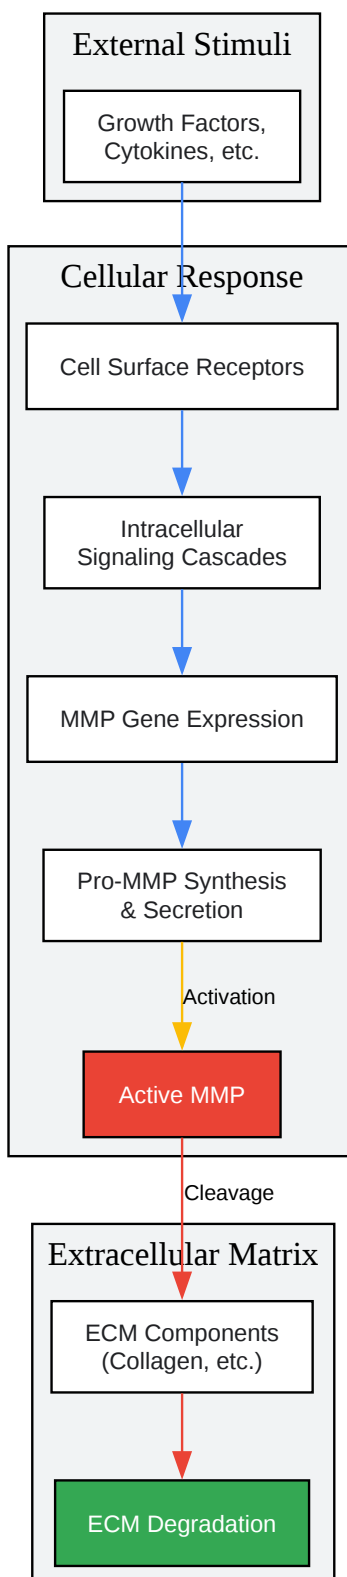 External Stimuli
Growth Factors,
Cytokines, etc.
Cellular Response
Cell Surface Receptors
Intracellular
Signaling Cascades
MMP Gene Expression
Pro-MMP Synthesis
& Secretion
Activation
Active MMP
Cleavage
Extracellular Matrix
ECM Components
(Collagen, etc.)
ECM Degradation